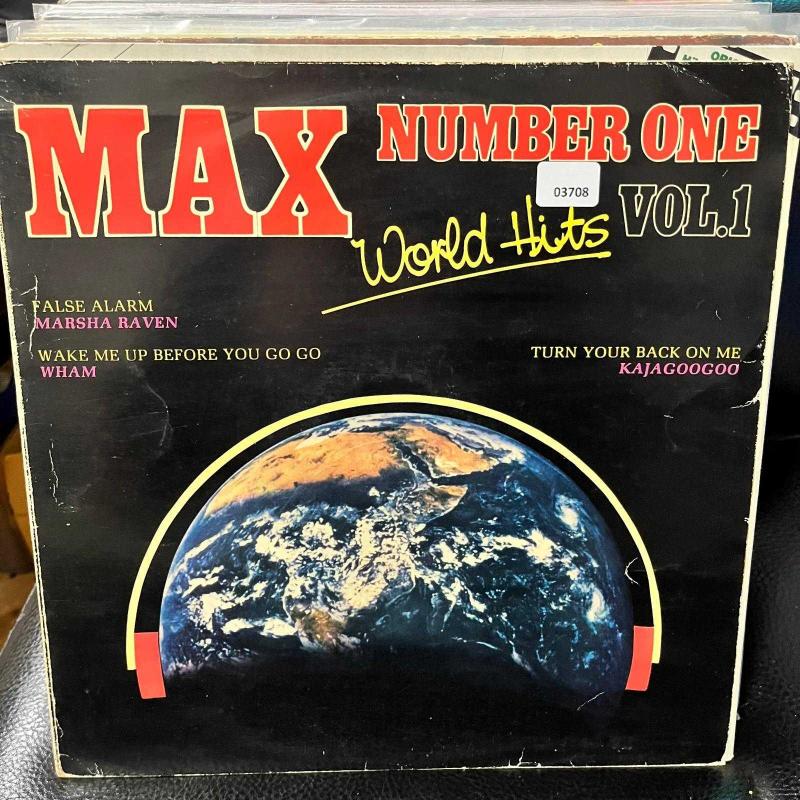 MAX
NUMBER ONE
03708
VOL.1
World Hits
FALSE ALARM
MARSHA RAVEN
WAKE ME UP BEFORE YOU GO GO
WHAM
TURN YOUR BACK ON ME
KAJAGOOGOO